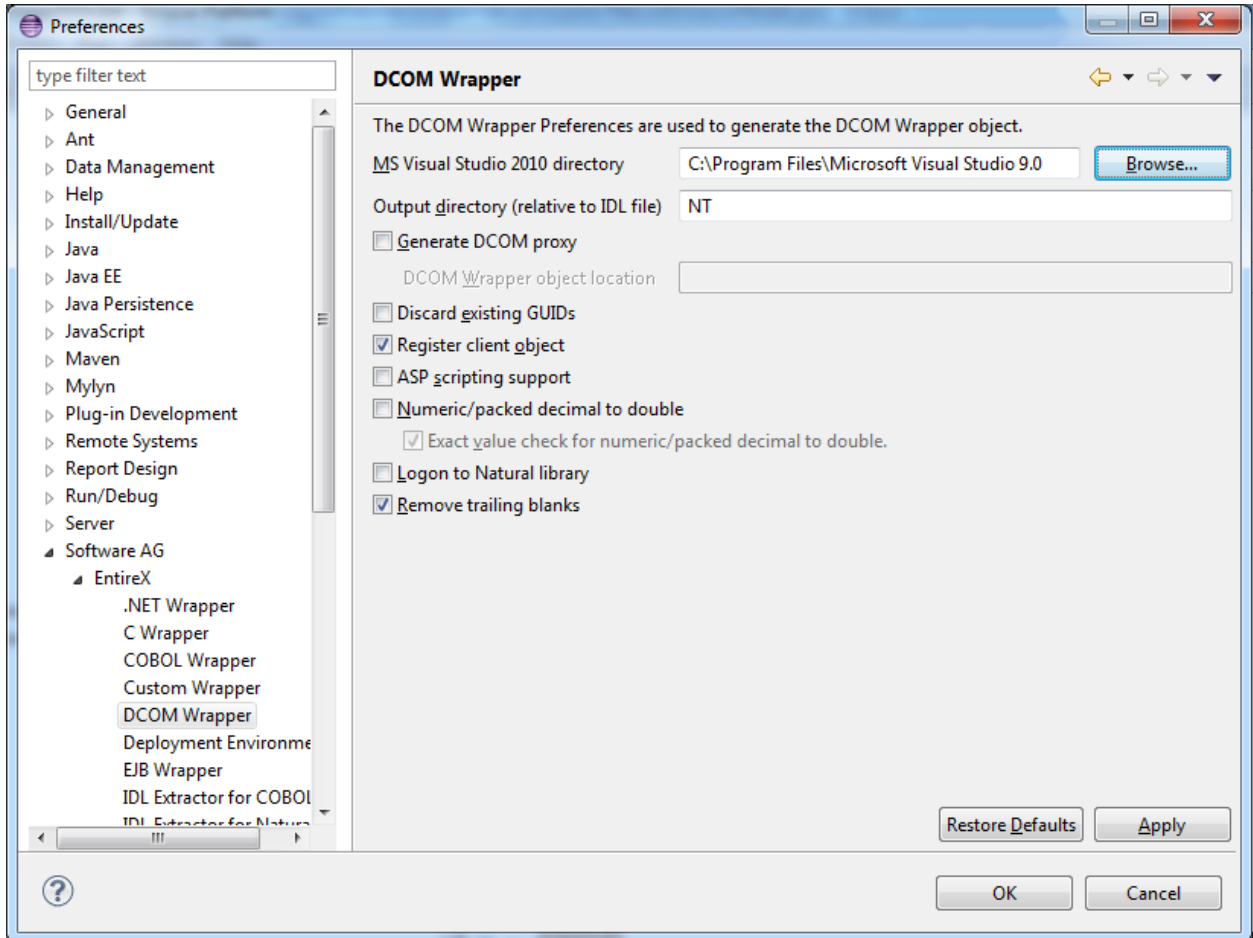 Preferences
type filter text
General
Ant
Data Management
Help
Install/Update
Java
Java EE
Java Persistence
JavaScript
Maven
Mylyn
Plug-in Development
Remote Systems
Report Design
Run/Debug
Server
Software AG
EntireX
.NET Wrapper
C Wrapper
COBOL Wrapper
Custom Wrapper
DCOM Wrapper
Deployment Environme
EJB Wrapper
IDL Extractor for COBOL
IDL Extractor for Natura
DCOM Wrapper
The DCOM Wrapper Preferences are used to generate the DCOM Wrapper object.
MS Visual Studio 2010 directory C:\Program Files\Microsoft Visual Studio 9.0 Browse...
Output directory (relative to IDL file) NT
Generate DCOM proxy
DCOM Wrapper object location
Discard existing GUIDs
Register client object
ASP scripting support
Numeric/packed decimal to double
Exact value check for numeric/packed decimal to double.
Logon to Natural library
Remove trailing blanks
Restore Defaults Apply
OK Cancel